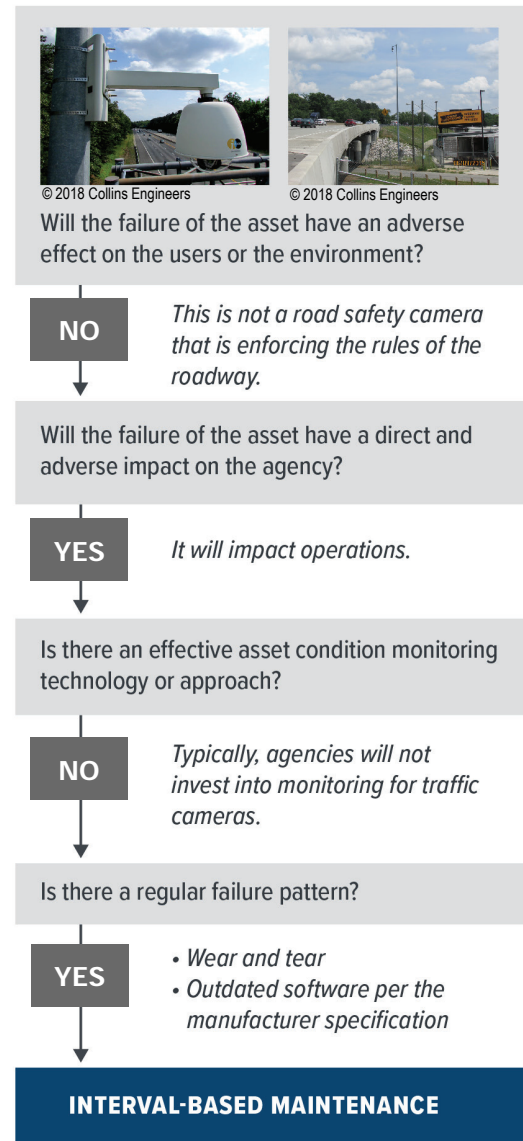 © 2018 Collins Engineers
© 2018 Collins Engineers
Will the failure of the asset have an adverse
effect on the users or the environment?
NO
This is not a road safety camera
that is enforcing the rules of the
roadway.
Will the failure of the asset have a direct and
adverse impact on the agency?
YES
It will impact operations.
Is there an effective asset condition monitoring
technology or approach?
NO
Typically, agencies will not
invest into monitoring for traffic
cameras.
Is there a regular failure pattern?
YES
• Wear and tear
• Outdated software per the
manufacturer specification
INTERVAL-BASED MAINTENANCE